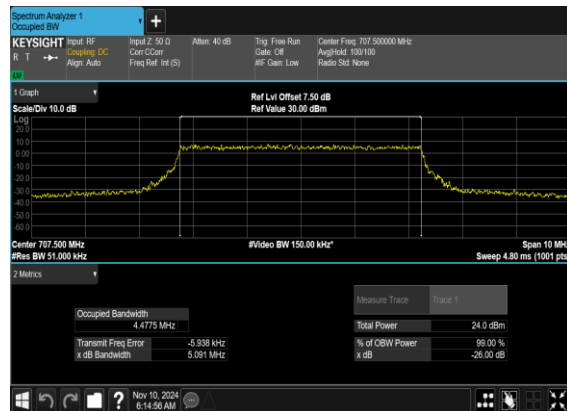 Spectrum Analyzer 1
Occupied BW
+
KEYSIGHT Input: RF Input Z: 50 Ω Atten: 40 dB Trig: Free Run Center Freq: 707.500000 MHz
R T Coupling: DC Corr CCorr Gate: Off Avg|Hold: 100/100
Align: Auto Freq Ref: Int (S) #IF Gain: Low Radio Std: None
1 Graph
Ref Lvl Offset 7.50 dB
Scale/Div 10.0 dB Ref Value 30.00 dBm
Log
20.0
10.0
0.00
-10.0
-20.0
-30.0
-40.0
-50.0
-60.0
Center 707.500 MHz #Video BW 150.00 kHz* Span 10 MHz
#Res BW 51.000 kHz Sweep 4.80 ms (1001 pts
2 Metrics
Measure Trace Trace 1
Occupied Bandwidth
4.4775 MHz Total Power 24.0 dBm
Transmit Freq Error -5.938 kHz % of OBW Power 99.00 %
x dB Bandwidth 5.091 MHz x dB -26.00 dB
? Nov 10, 2024
6:14:56 AM